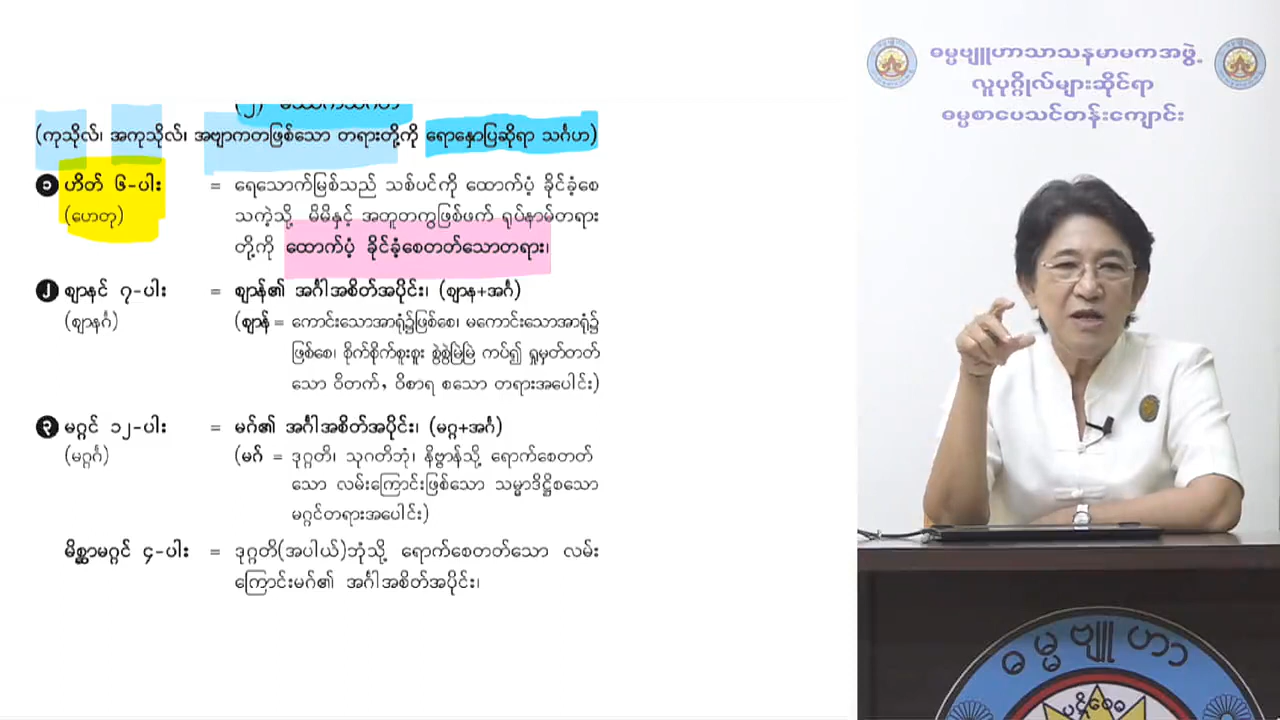 (၂) မိဿကသင်္ဂဟ
(ကုသိုလ်၊ အကုသိုလ်၊ အဗျာကတဖြစ်သော တရားတို့ကို ရောနှောပြဆိုရာ သင်္ဂဟ)
၁ ဟိတ် ၆-ပါး = ရေသောက်မြစ်သည် သစ်ပင်ကို ထောက်ပံ့ ခိုင်ခံ့စေ
(ဟေတု) သကဲ့သို့ မိမိနှင့် အတူတကွဖြစ်ဖက် ရုပ်နာမ်တရား
တို့ကို ထောက်ပံ့ ခိုင်ခံ့စေတတ်သောတရား၊
၂ ဈာနင် ၇-ပါး = ဈာန်၏ အင်္ဂါအစိတ်အပိုင်း၊ (ဈာန+အင်္ဂ)
(ဈာနင်္ဂ) (ဈာန် = ကောင်းသောအာရုံ၌ဖြစ်စေ၊ မကောင်းသောအာရုံ၌
ဖြစ်စေ၊ စိုက်စိုက်စူးစူး စွဲစွဲမြဲမြဲ ကပ်၍ ရှုမှတ်တတ်
သော ဝိတက်, ဝိစာရ စသော တရားအပေါင်း)
၃ မဂ္ဂင် ၁၂-ပါး = မဂ်၏ အင်္ဂါအစိတ်အပိုင်း၊ (မဂ္ဂ+အင်္ဂ)
(မဂ္ဂင်္ဂ) (မဂ် = ဒုဂ္ဂတိ၊ သုဂတိဘုံ၊ နိဗ္ဗာန်သို့ ရောက်စေတတ်
သော လမ်းကြောင်းဖြစ်သော သမ္မာဒိဋ္ဌိစသော
မဂ္ဂင်တရားအပေါင်း)
မိစ္ဆာမဂ္ဂင် ၄-ပါး = ဒုဂ္ဂတိ(အပါယ်)ဘုံသို့ ရောက်စေတတ်သော လမ်း
ကြောင်းမဂ်၏ အင်္ဂါအစိတ်အပိုင်း၊
ဓမ္မဗျူဟာသာသနမာမကအဖွဲ့
လူပုဂ္ဂိုလ်များဆိုင်ရာ
ဓမ္မစာပေသင်တန်းကျောင်း
ဓမ္မဗျူဟာ
ပဋိဝေဓ